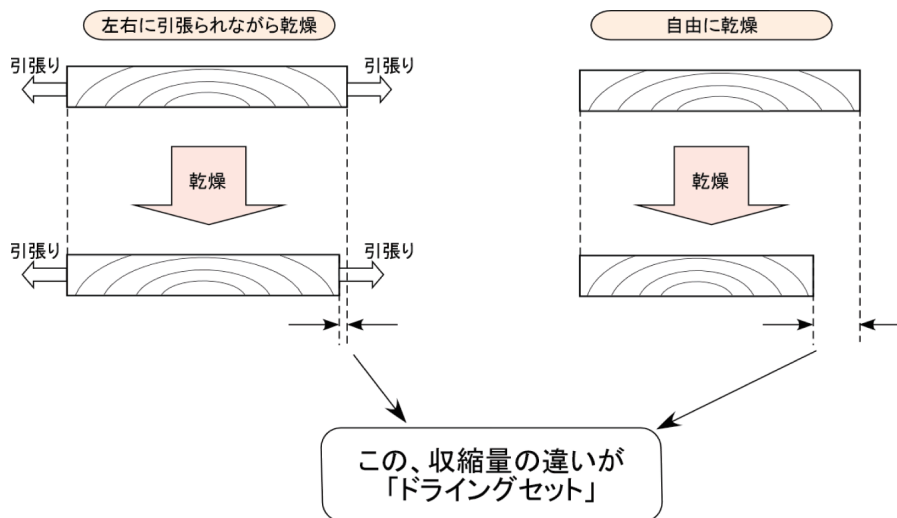 左右に引張られながら乾燥
自由に乾燥
引張り
引張り
乾燥
乾燥
引張り
引張り
この、収縮量の違いが
「ドライングセット」